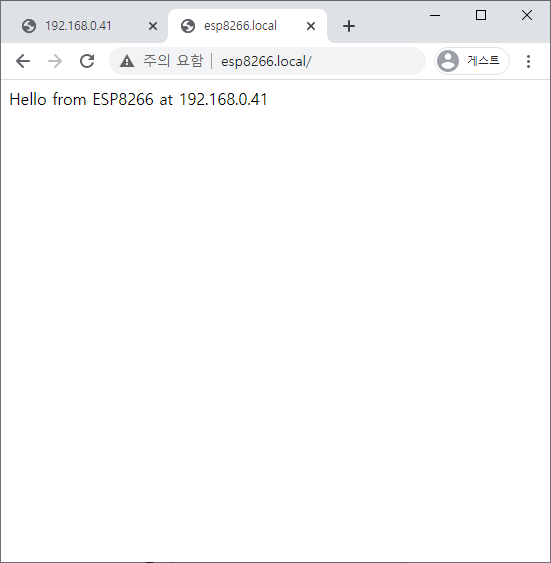 192.168.0.41
esp8266.local
주의 요함
esp8266.local/
게스트
Hello from ESP8266 at 192.168.0.41